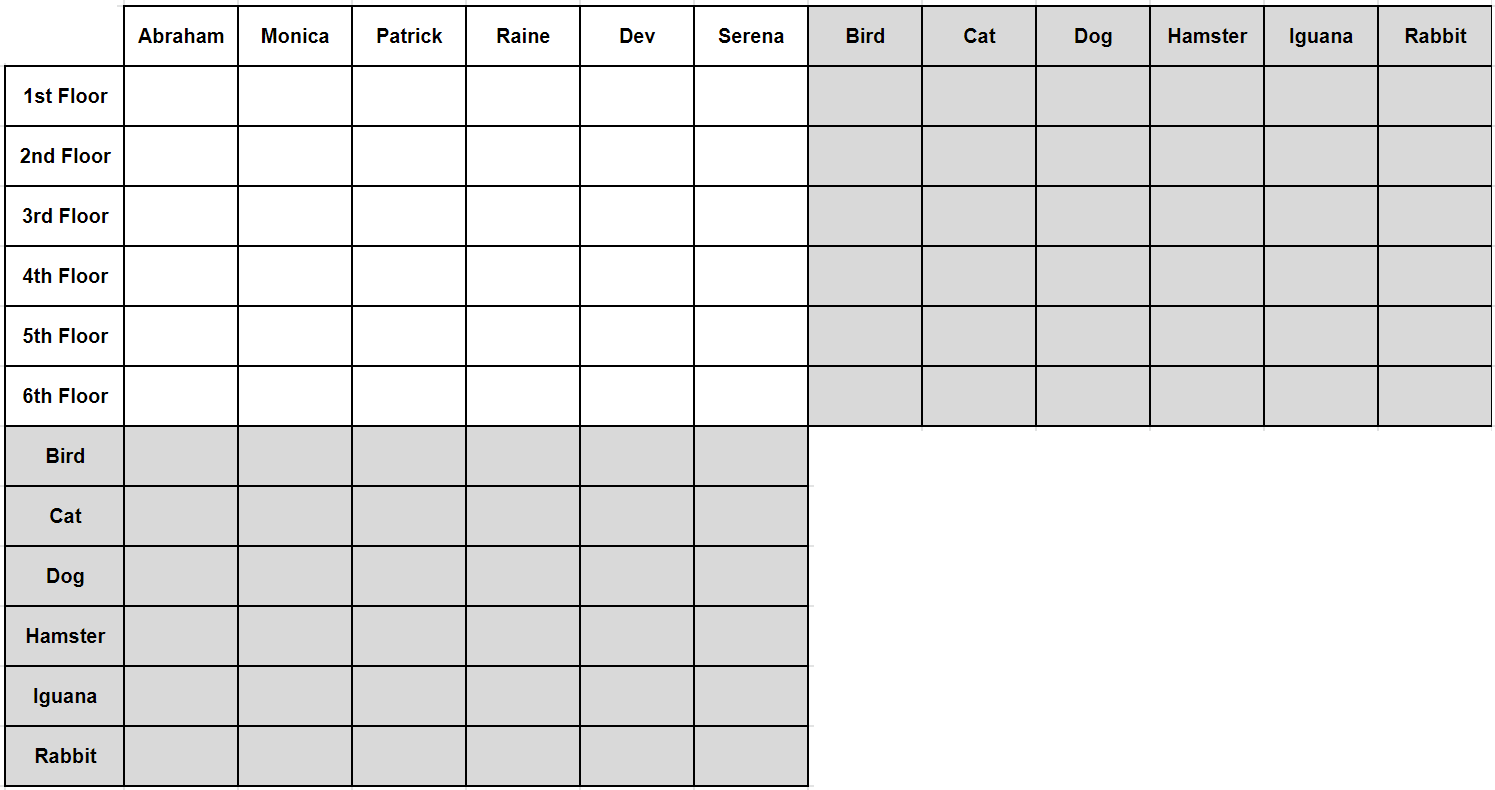 Abraham Monica Patrick Raine Dev Serena Bird Cat Dog Hamster Iguana Rabbit
1st Floor
2nd Floor
3rd Floor
4th Floor
5th Floor
6th Floor
Bird
Cat
Dog
Hamster
Iguana
Rabbit